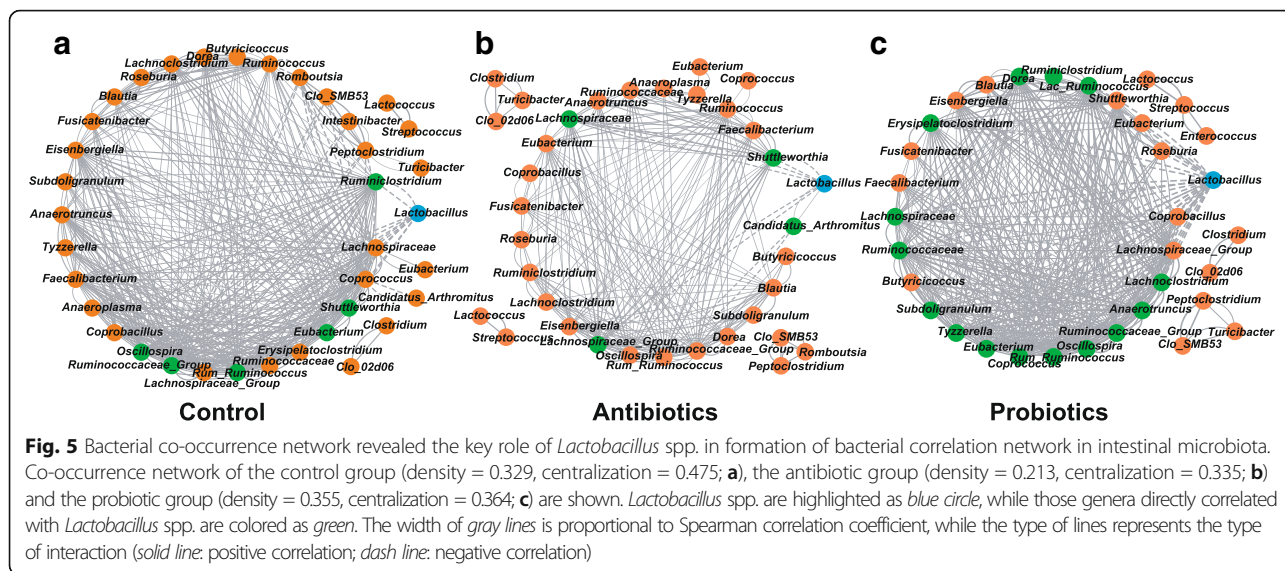 a
Butyricicoccus
Dorea
Lachnoclostridium
Ruminococcus
Roseburia
Romboutsia
Blautia
Clo_SMB53
Lactococcus
Fusicatenibacter
Intestinibacter
Streptococcus
Eisenbergiella
Peptoclostridium
Turicibacter
Subdoligranulum
Ruminiclostridium
Anaerotruncus
Lactobacillus
Tyzzerella
Lachnospiraceae
Faecalibacterium
Coprococcus
Eubacterium
Anaeroplasma
Candidatus_Arthromitus
Shuttleworthia
Coprobacillus
Eubacterium
Clostridium
Oscillospira
Erysipelatoclostridium
Ruminococcaceae_Group
Ruminococcaceae
Clo_02d06
Rum_Ruminococcus
Lachnospiraceae_Group
Control
b
Eubacterium
Clostridium
Anaeroplasma
Coprococcus
Ruminococcaceae
Turicibacter
Anaerotruncus
Tyzzerella
Ruminococcus
Clo_02d06
Lachnospiraceae
Faecalibacterium
Eubacterium
Shuttleworthia
Coprobacillus
Lactobacillus
Fusicatenibacter
Candidatus_Arthromitus
Roseburia
Butyricicoccus
Ruminiclostridium
Blautia
Lachnoclostridium
Subdoligranulum
Lactococcus
Eisenbergiella
Streptococcus
Dorea
Clo_SMB53
Lachnospiraceae_Group
Oscillospira
Ruminococcaceae_Group
Romboutsia
Rum_Ruminococcus
Peptoclostridium
Antibiotics
c
Ruminiclostridium
Dorea
Lac_Ruminococcus
Lactococcus
Blautia
Shuttleworthia
Eisenbergiella
Streptococcus
Erysipelatoclostridium
Eubacterium
Enterococcus
Fusicatenibacter
Roseburia
Faecalibacterium
Lactobacillus
Lachnospiraceae
Coprobacillus
Ruminococcaceae
Clostridium
Lachnospiraceae_Group
Butyricicoccus
Clo_02d06
Lachnoclostridium
Subdoligranulum
Peptoclostridium
Anaerotruncus
Tyzzerella
Ruminococcaceae_Group
Turicibacter
Eubacterium
Oscillospira
Clo_SMB53
Rum_Ruminococcus
Coprococcus
Probiotics
Fig. 5 Bacterial co-occurrence network revealed the key role of Lactobacillus spp. in formation of bacterial correlation network in intestinal microbiota.
Co-occurrence network of the control group (density = 0.329, centralization = 0.475; a), the antibiotic group (density = 0.213, centralization = 0.335; b)
and the probiotic group (density = 0.355, centralization = 0.364; c) are shown. Lactobacillus spp. are highlighted as blue circle, while those genera directly correlated
with Lactobacillus spp. are colored as green. The width of gray lines is proportional to Spearman correlation coefficient, while the type of lines represents the type
of interaction (solid line: positive correlation; dash line: negative correlation)